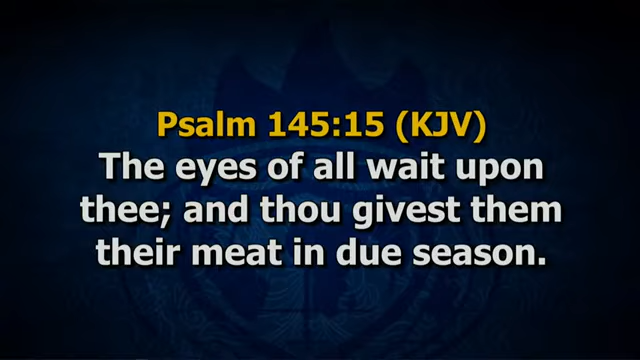 Psalm 145:15 (KJV)
The eyes of all wait upon
thee; and thou givest them
their meat in due season.